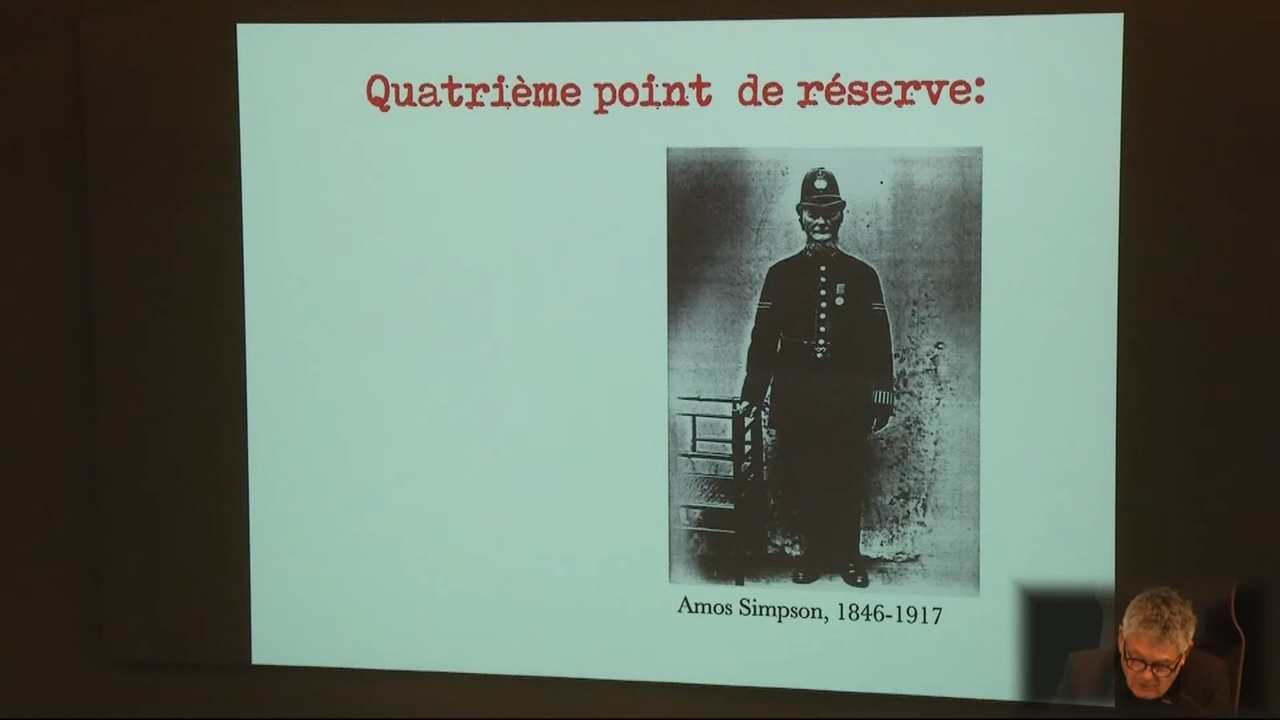 Quatrième point de réserve:
Amos Simpson, 1846-1917